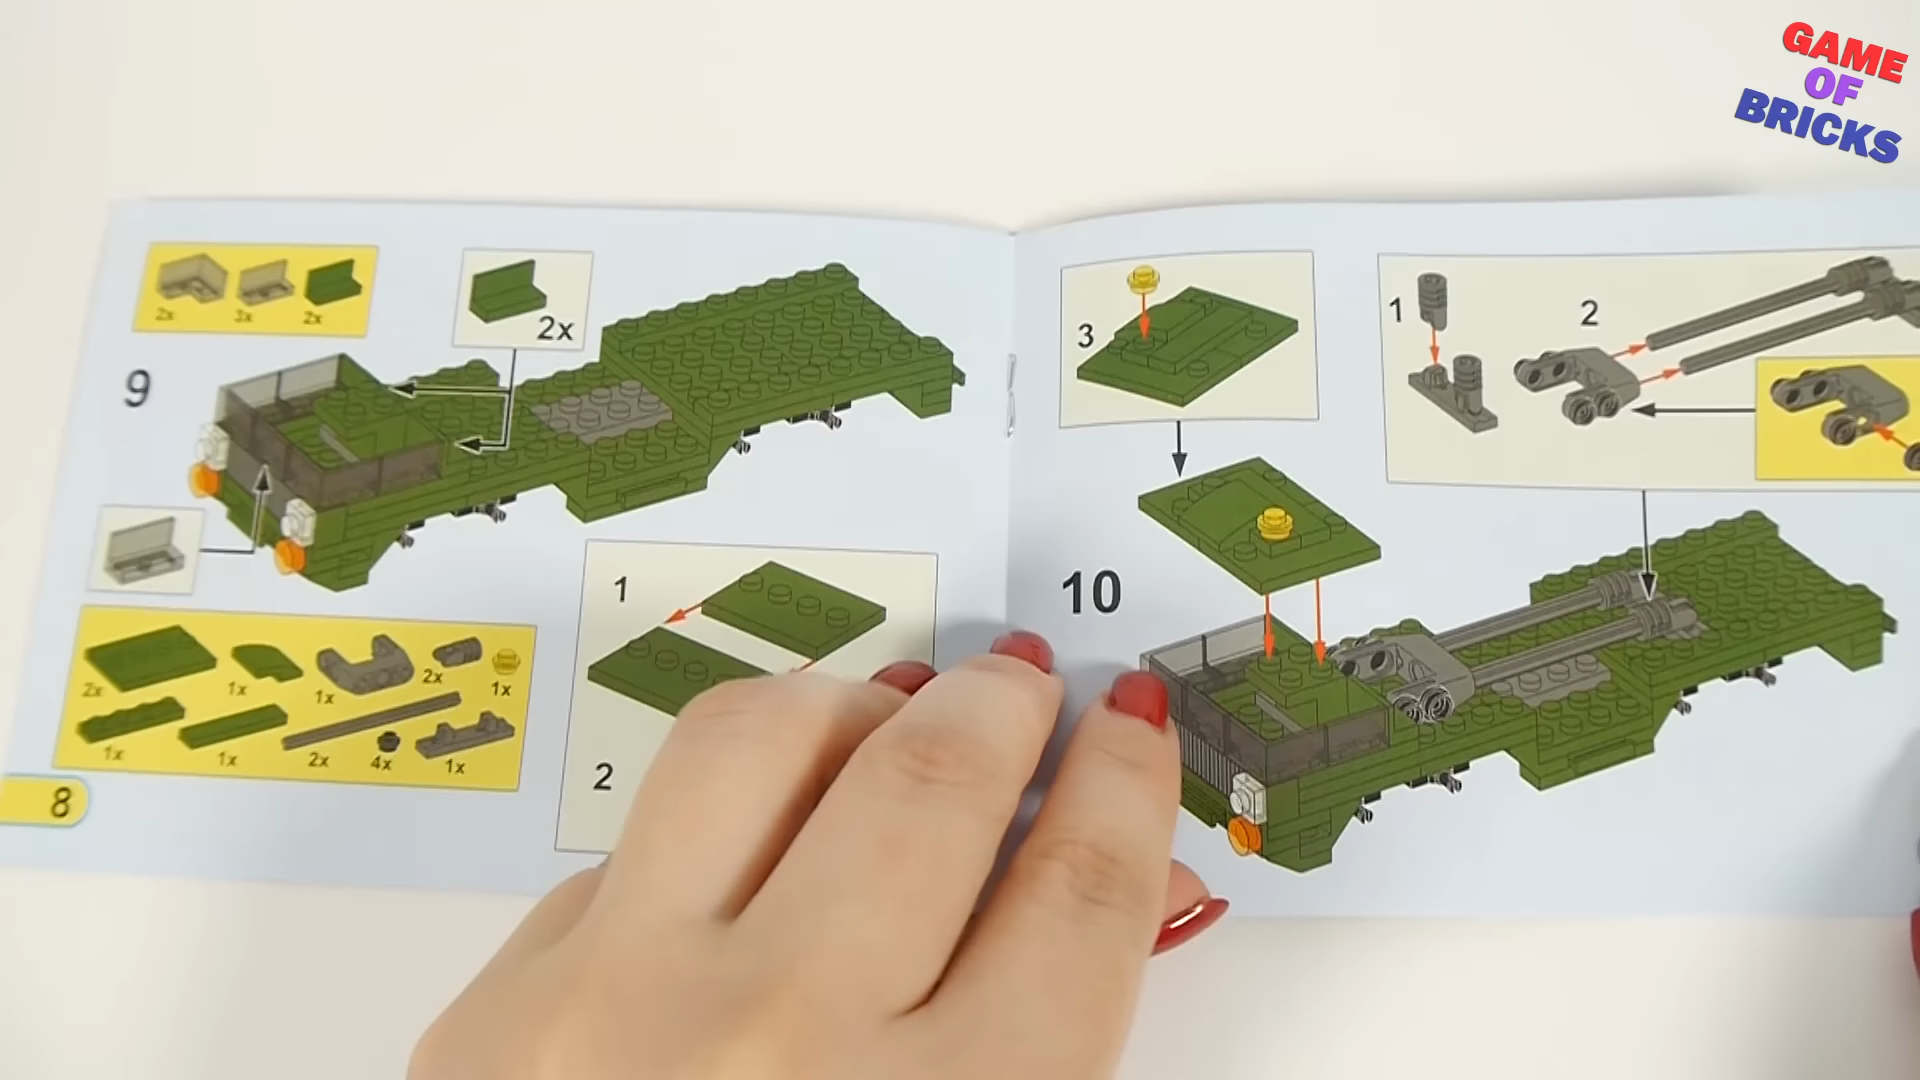 GAME
OF
BRICKS
2x 3x 2x
2x
9
2x 1x 1x 2x 1x
1x 1x 2x 4x 1x
8
1
2
3
1
2
10